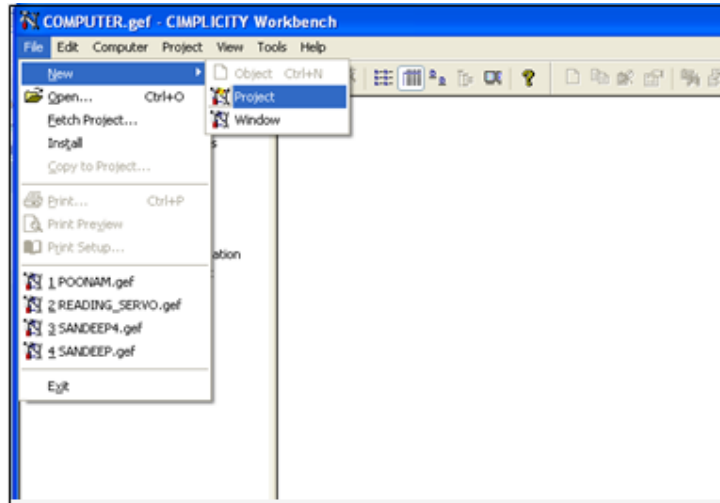 COMPUTER.gef - CIMPLICITY Workbench
File Edit Computer Project View Tools Help
New
Object Ctrl+N
Open... Ctrl+O
Project
Fetch Project...
Window
Install
s
Copy to Project...
Print... Ctrl+P
Print Preview
Print Setup...
ation
1 POONAM.gef
2 READING_SERVO.gef
3 SANDEEP4.gef
4 SANDEEP.gef
Exit